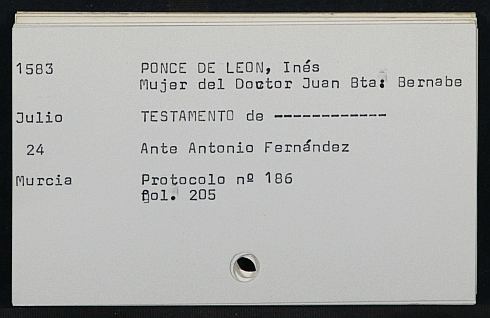 1583 PONCE DE LEON, Inés
Mujer del Doctor Juan Bta: Bernabe
Julio TESTAMENTO de ------------
24 Ante Antonio Fernández
Murcia Protocolo nº 186
fol. 205